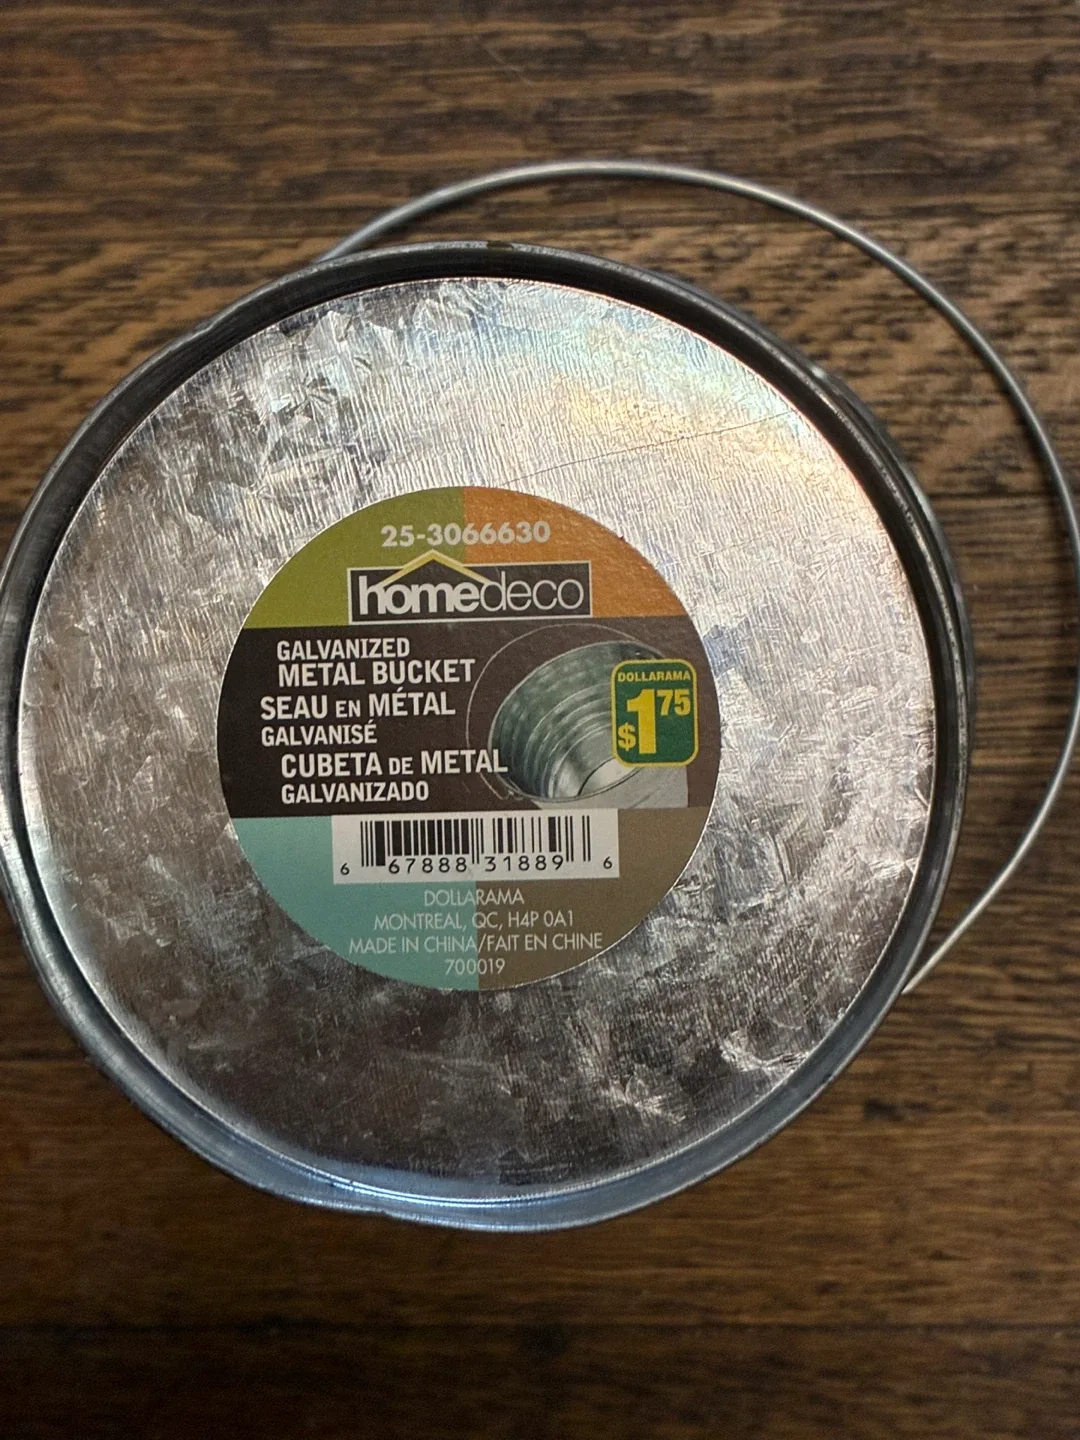 25-3066630
homedeco
GALVANIZED
METAL BUCKET
SEAU EN MÉTAL
GALVANISÉ
CUBETA DE METAL
GALVANIZADO
DOLLARAMA
$1.75
6 67888 31889 6
DOLLARAMA
MONTREAL, QC, H4P 0A1
MADE IN CHINA/FAIT EN CHINE
700019